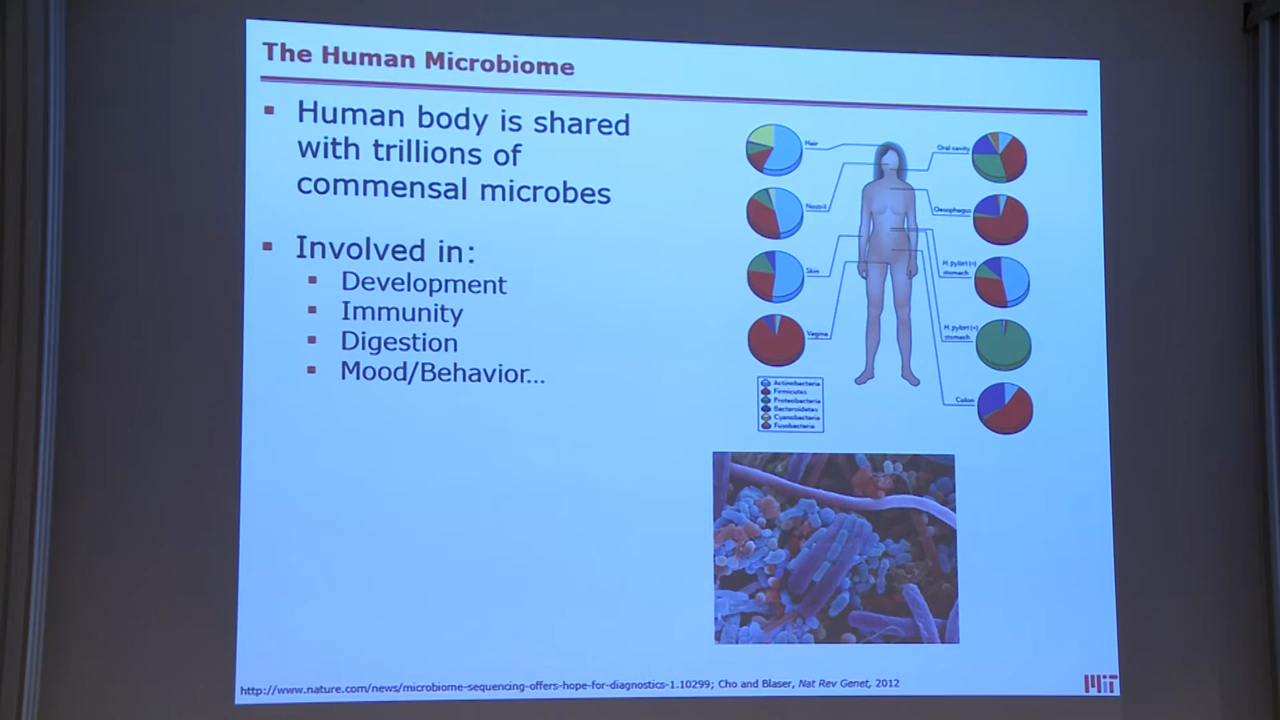 The Human Microbiome
Human body is shared
with trillions of
commensal microbes
Involved in:
Development
Immunity
Digestion
Mood/Behavior...
Hair
Nostril
Skin
Vagina
Oral cavity
Oesophagus
H. pylori (-)
stomach
H. pylori (+)
stomach
Colon
Actinobacteria
Firmicutes
Proteobacteria
Bacteroidetes
Cyanobacteria
Fusobacteria
http://www.nature.com/news/microbiome-sequencing-offers-hope-for-diagnostics-1.10299; Cho and Blaser, Nat Rev Genet, 2012
MIT